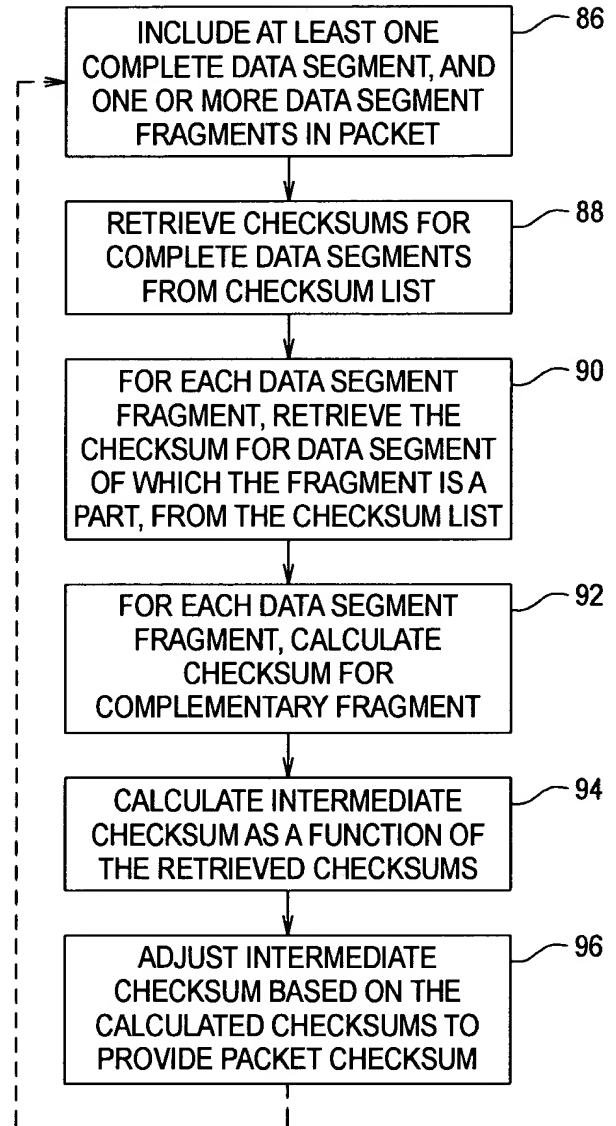 INCLUDE AT LEAST ONE
COMPLETE DATA SEGMENT, AND
ONE OR MORE DATA SEGMENT
FRAGMENTS IN PACKET
86
RETRIEVE CHECKSUMS FOR
COMPLETE DATA SEGMENTS
FROM CHECKSUM LIST
88
FOR EACH DATA SEGMENT
FRAGMENT, RETRIEVE THE
CHECKSUM FOR DATA SEGMENT
OF WHICH THE FRAGMENT IS A
PART, FROM THE CHECKSUM LIST
90
FOR EACH DATA SEGMENT
FRAGMENT, CALCULATE
CHECKSUM FOR
COMPLEMENTARY FRAGMENT
92
CALCULATE INTERMEDIATE
CHECKSUM AS A FUNCTION OF
THE RETRIEVED CHECKSUMS
94
ADJUST INTERMEDIATE
CHECKSUM BASED ON THE
CALCULATED CHECKSUMS TO
PROVIDE PACKET CHECKSUM
96